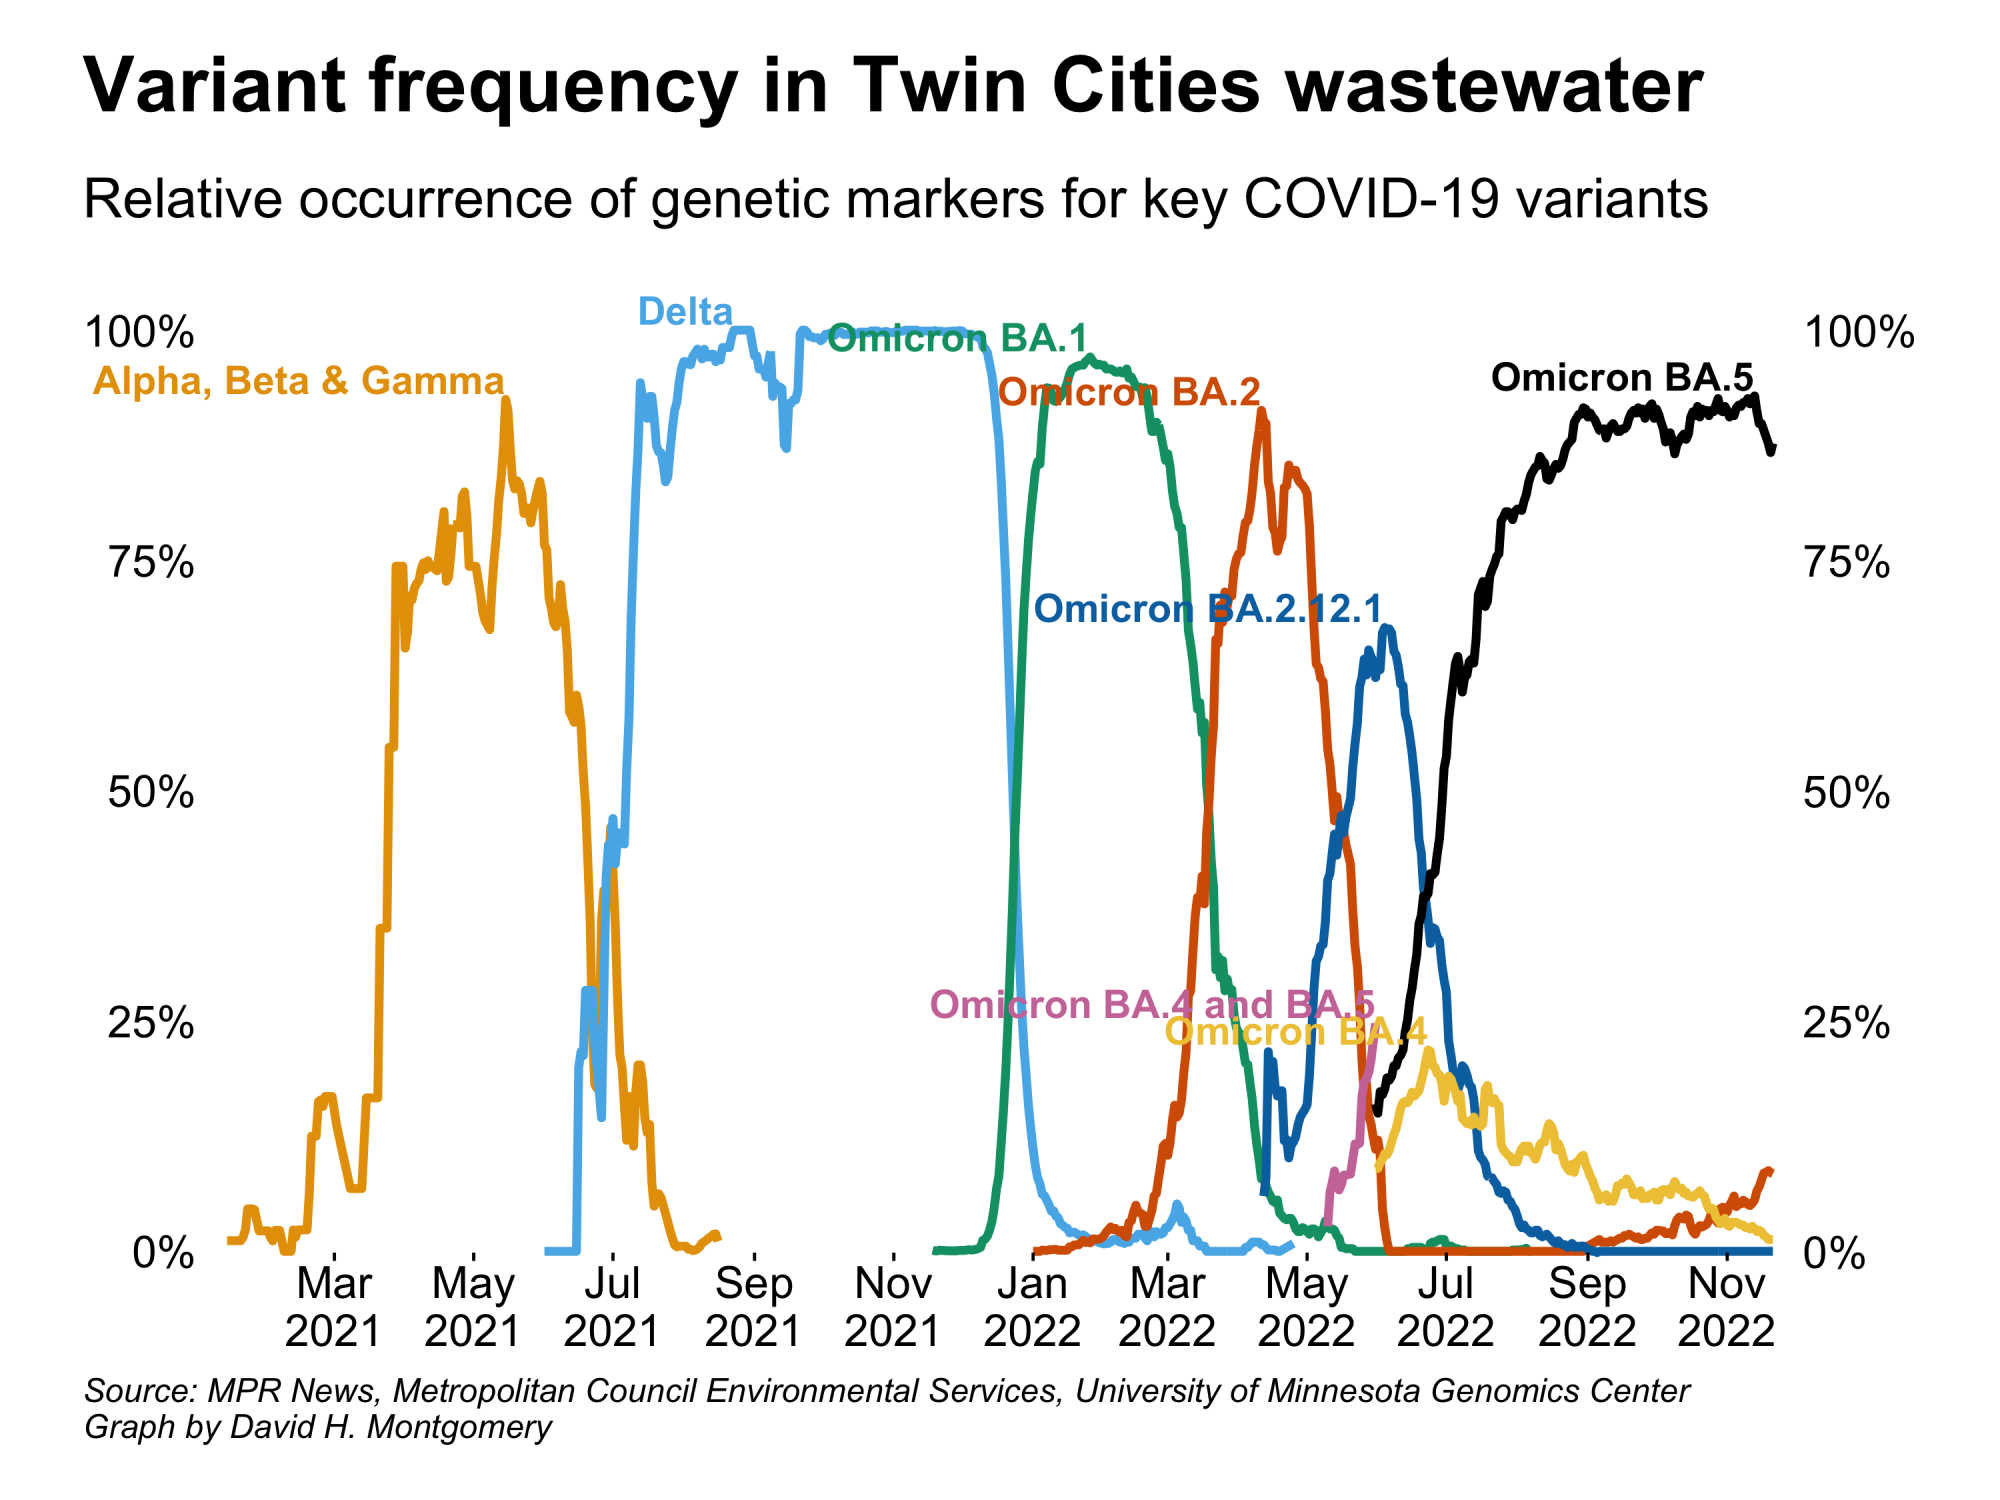 Variant frequency in Twin Cities wastewater
Relative occurrence of genetic markers for key COVID-19 variants
Delta
100%
Omicron BA.1
100%
Alpha, Beta & Gamma
Omicron BA.2
Omicron BA.5
75%
75%
Omicron BA.2.12.1
50%
50%
Omicron BA.4 and BA.5
25%
Omicron BA.4
25%
0%
0%
Mar May Jul Sep Nov Jan Mar May Jul Sep Nov
2021 2021 2021 2021 2021 2022 2022 2022 2022 2022 2022
Source: MPR News, Metropolitan Council Environmental Services, University of Minnesota Genomics Center
Graph by David H. Montgomery